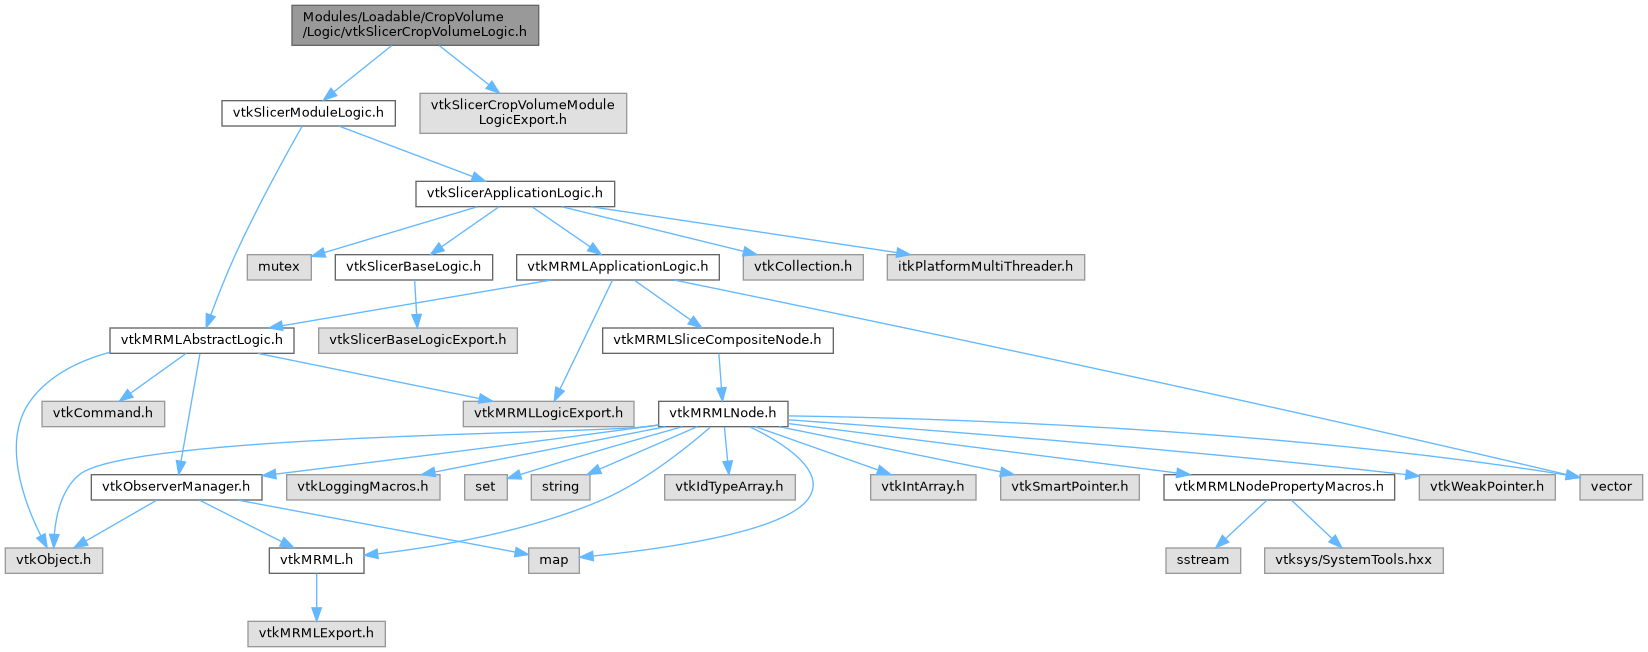 Modules/Loadable/CropVolume
/Logic/vtkSlicerCropVolumeLogic.h
vtkSlicerModuleLogic.h
vtkSlicerCropVolumeModule
LogicExport.h
vtkSlicerApplicationLogic.h
mutex
vtkSlicerBaseLogic.h
vtkMRMLApplicationLogic.h
vtkCollection.h
itkPlatformMultiThreader.h
vtkMRMLAbstractLogic.h
vtkSlicerBaseLogicExport.h
vtkMRMLSliceCompositeNode.h
vtkCommand.h
vtkMRMLLogicExport.h
vtkMRMLNode.h
vtkObserverManager.h
vtkLoggingMacros.h
set
string
vtkIdTypeArray.h
vtkIntArray.h
vtkSmartPointer.h
vtkMRMLNodePropertyMacros.h
vtkWeakPointer.h
vector
vtkObject.h
vtkMRML.h
map
sstream
vtksys/SystemTools.hxx
vtkMRMLExport.h